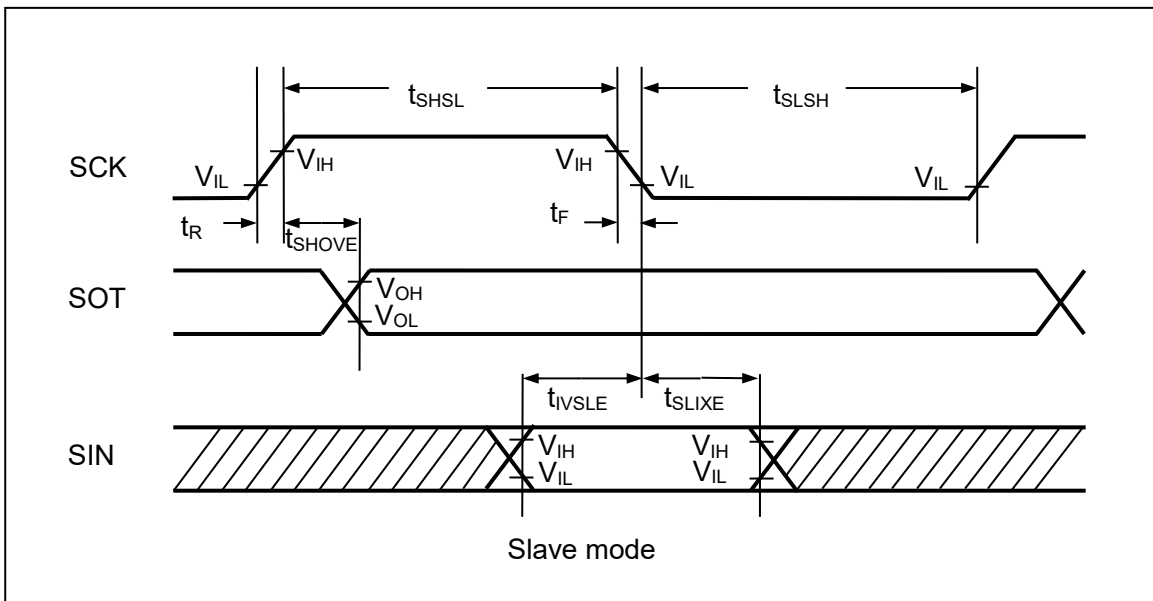 tSHSL tSLSH
SCK VIL VIH VIH VIL VIL
tR tSHOVE tF
SOT VOH
VOL
tIVSLE tSLIXE
SIN VIH VIH
VIL VIL
Slave mode